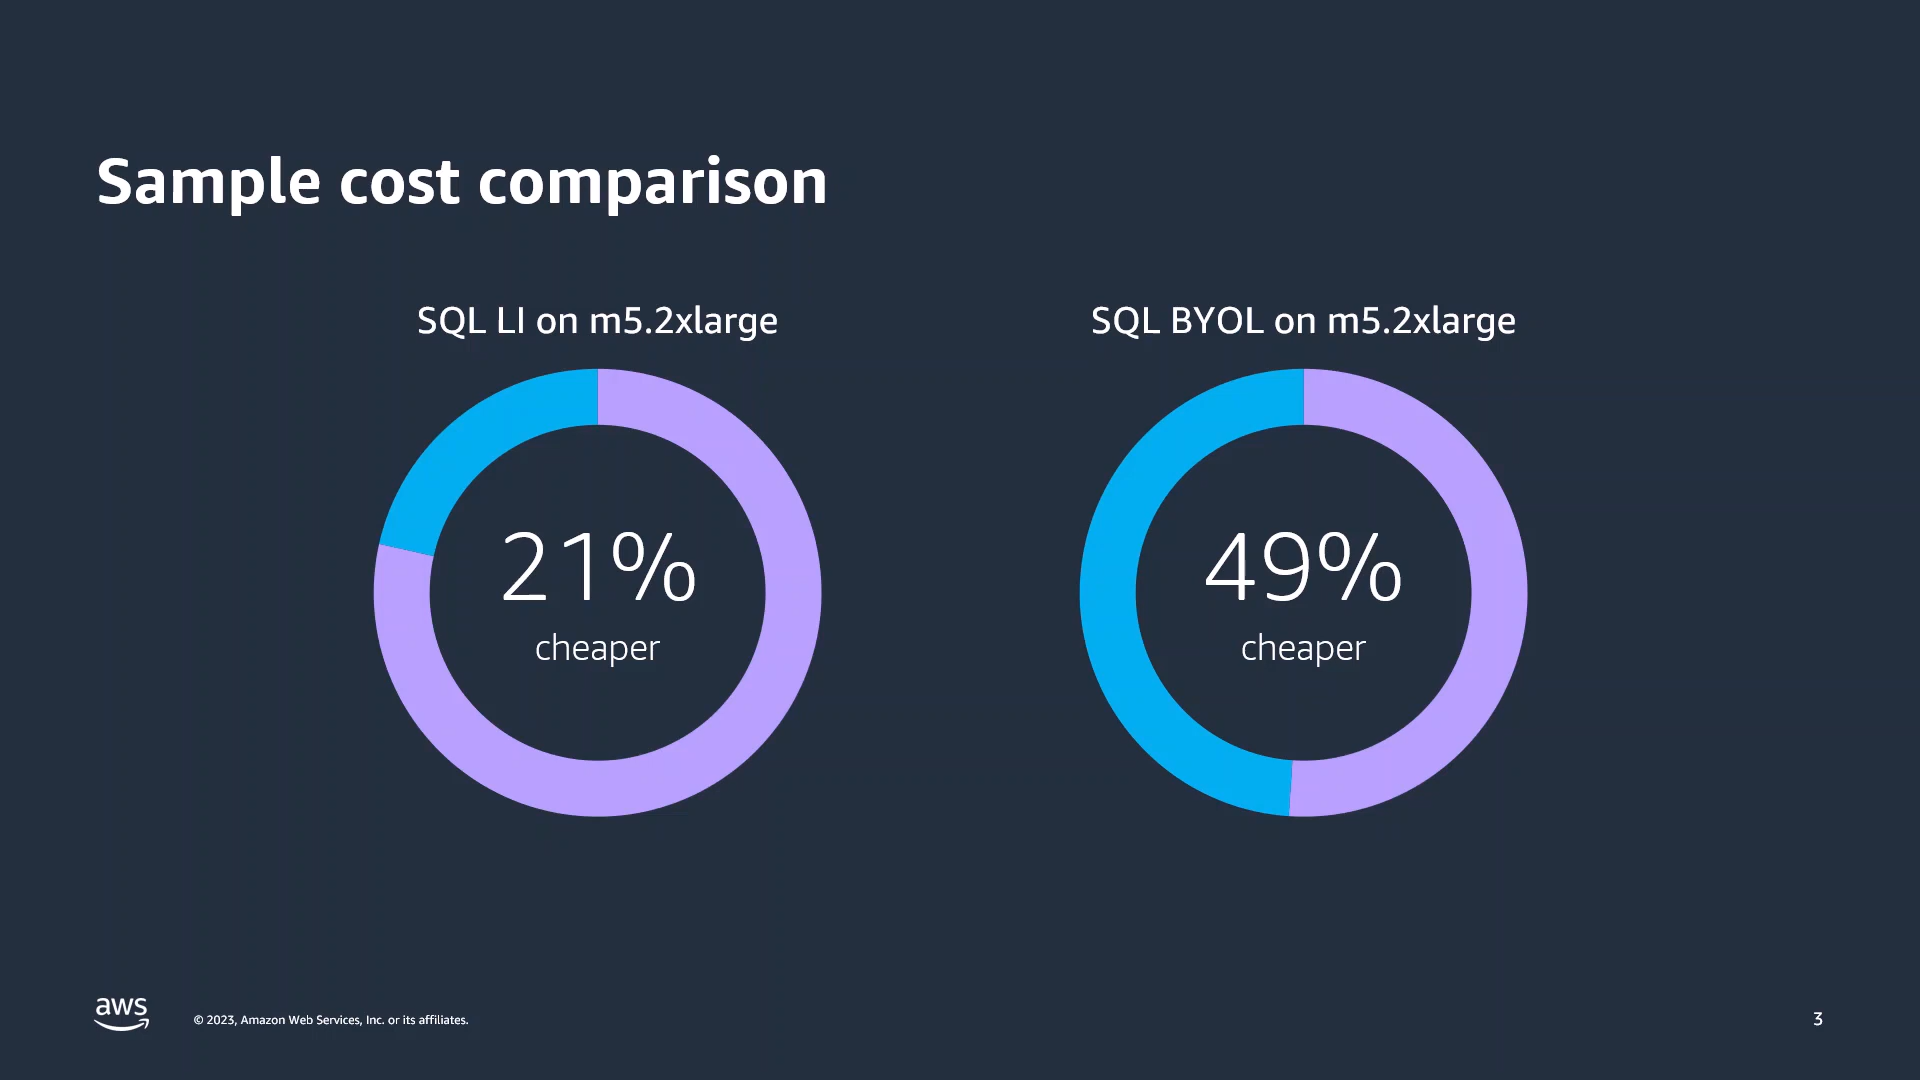 Sample cost comparison
SQL LI on m5.2xlarge
21%
cheaper
SQL BYOL on m5.2xlarge
49%
cheaper
aws
© 2023, Amazon Web Services, Inc. or its affiliates.
3